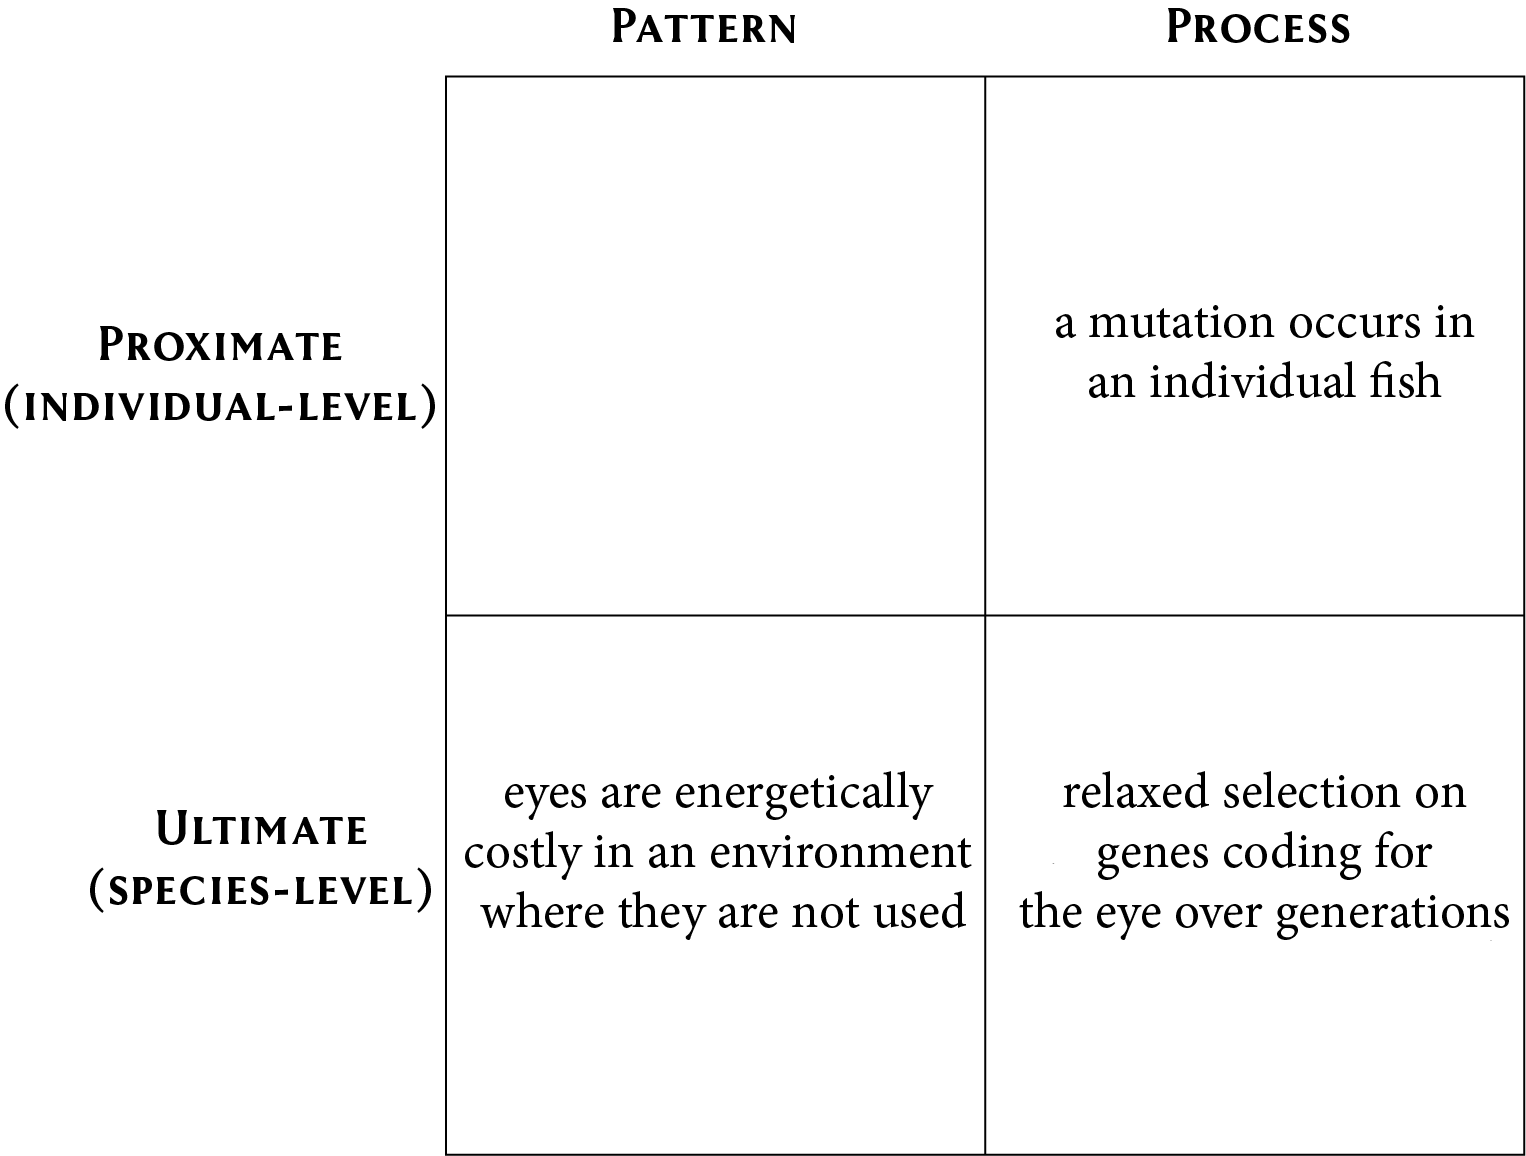 PATTERN PROCESS
PROXIMATE
(INDIVIDUAL-LEVEL)
a mutation occurs in
an individual fish
ULTIMATE
(SPECIES-LEVEL)
eyes are energetically
costly in an environment
where they are not used
relaxed selection on
genes coding for
the eye over generations